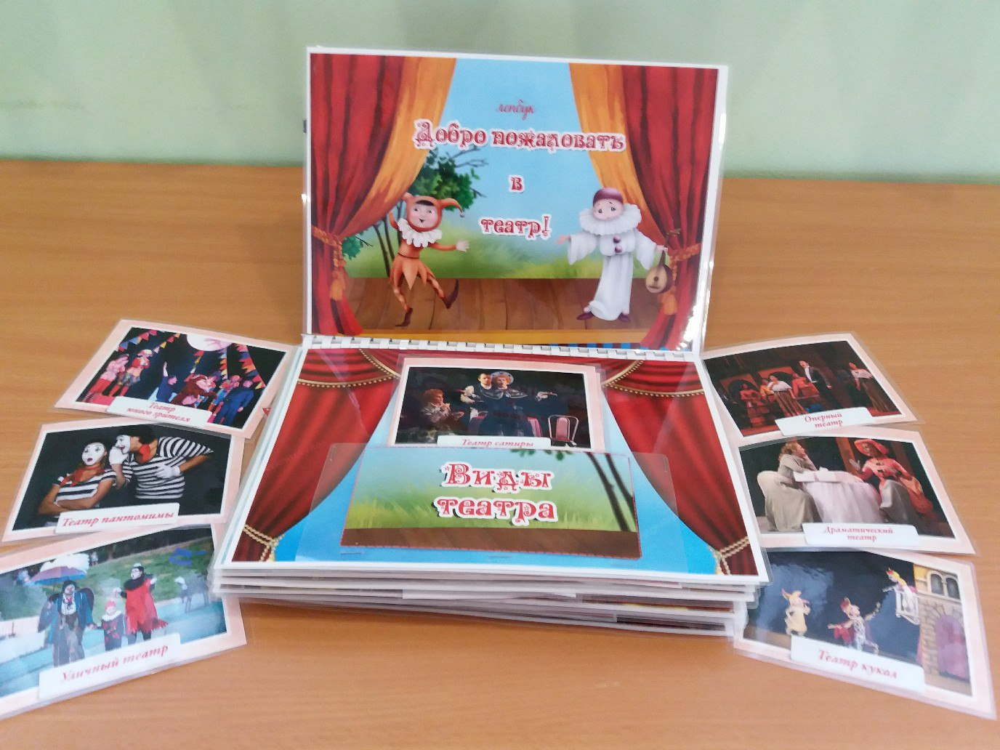 лепбук
Добро пожаловать
в
театр!
Театр
юного зрителя
Театр пантомимы
Уличный театр
Театр сатиры
Виды
театра
Оперный
театр
Драматический
театр
Театр кукол